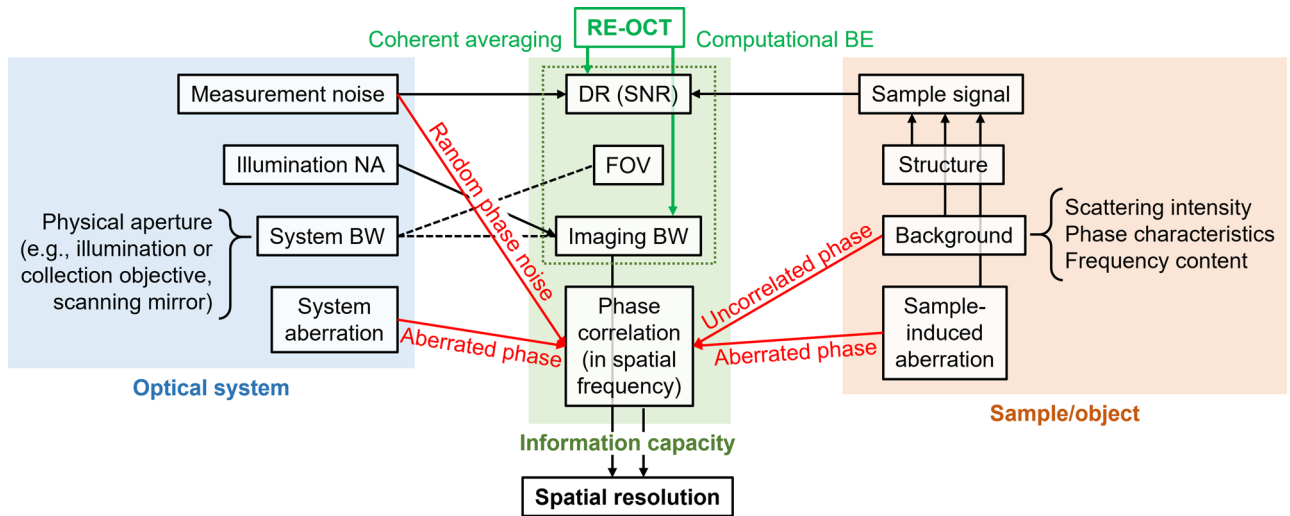 RE-OCT
Coherent averaging
Computational BE
Measurement noise
DR (SNR)
Sample signal
Random phase noise
Illumination NA
FOV
Structure
Physical aperture
(e.g., illumination or
collection objective,
scanning mirror)
System BW
Imaging BW
Background
Scattering intensity
Phase characteristics
Frequency content
Uncorrelated phase
System
aberration
Aberrated phase
Phase
correlation
(in spatial
frequency)
Aberrated phase
Sample-
induced
aberration
Optical system
Sample/object
Information capacity
Spatial resolution